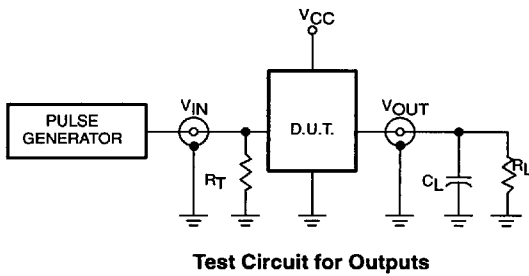 VCC
PULSE
GENERATOR
VIN
D.U.T.
VOUT
RT
CL
RL
Test Circuit for Outputs